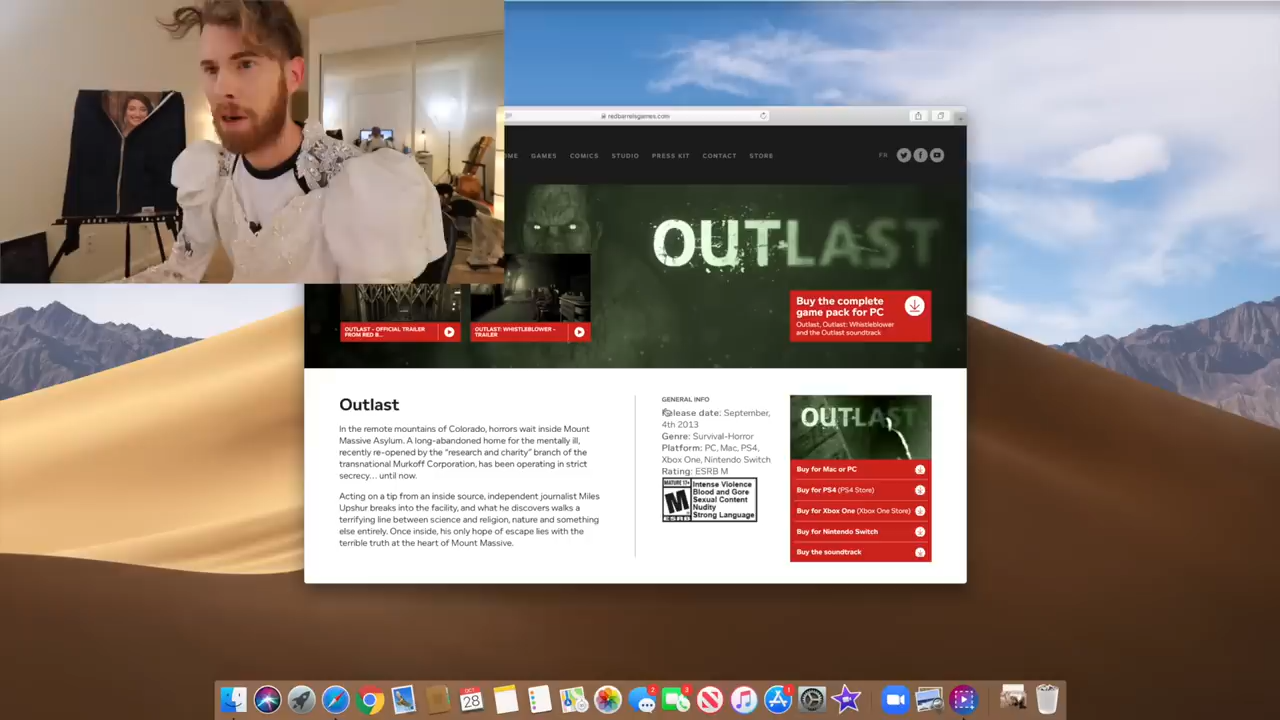 redbarrelsgames.com
OME GAMES COMICS STUDIO PRESS KIT CONTACT STORE
FR
OUTLAST
Buy the complete
game pack for PC
Outlast, Outlast: Whistleblower
and the Outlast soundtrack
OUTLAST - OFFICIAL TRAILER
FROM RED B...
OUTLAST: WHISTLEBLOWER -
TRAILER
Outlast
In the remote mountains of Colorado, horrors wait inside Mount
Massive Asylum. A long-abandoned home for the mentally ill,
recently re-opened by the “research and charity” branch of the
transnational Murkoff Corporation, has been operating in strict
secrecy... until now.
Acting on a tip from an inside source, independent journalist Miles
Upshur breaks into the facility, and what he discovers walks a
terrifying line between science and religion, nature and something
else entirely. Once inside, his only hope of escape lies with the
terrible truth at the heart of Mount Massive.
GENERAL INFO
Release date: September,
4th 2013
Genre: Survival-Horror
Platform: PC, Mac, PS4,
Xbox One, Nintendo Switch
Rating: ESRB M
MATURE 17+
M
ESRB
Intense Violence
Blood and Gore
Sexual Content
Nudity
Strong Language
OUTLAST
Buy for Mac or PC
Buy for PS4 (PS4 Store)
Buy for Xbox One (Xbox One Store)
Buy for Nintendo Switch
Buy the soundtrack
OCT
28
2
3
1